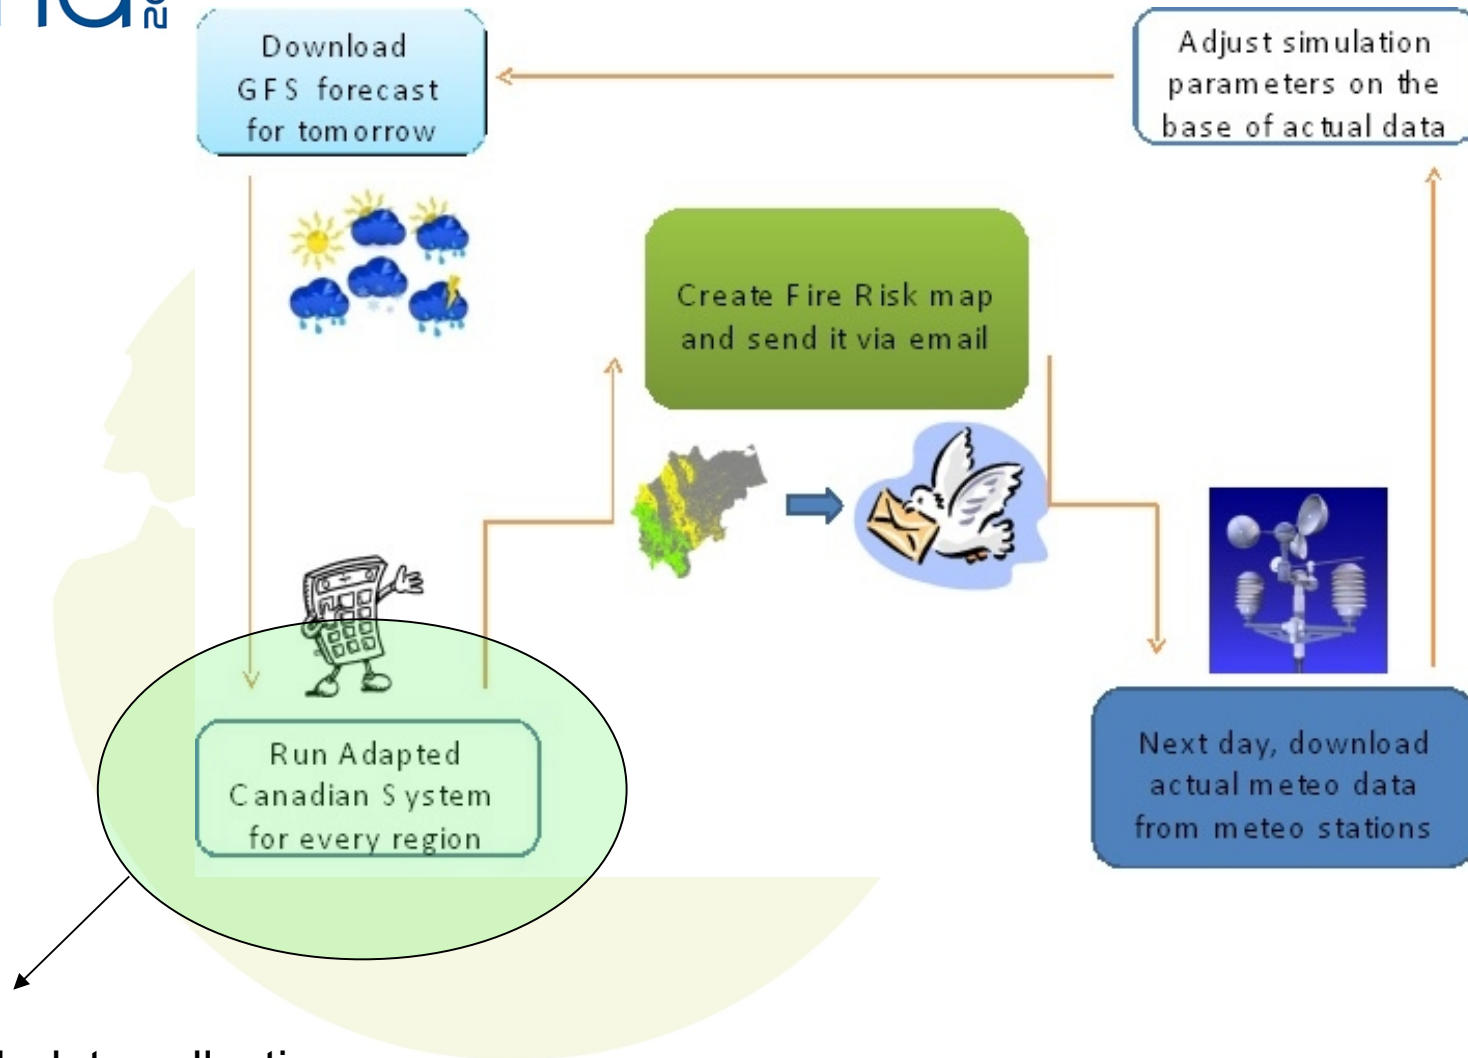 Download
GFS forecast
for tomorrow
Adjust simulation
parameters on the
base of actual data
Create Fire Risk map
and send it via email
Run Adapted
Canadian System
for every region
Next day, download
actual meteo data
from meteo stations